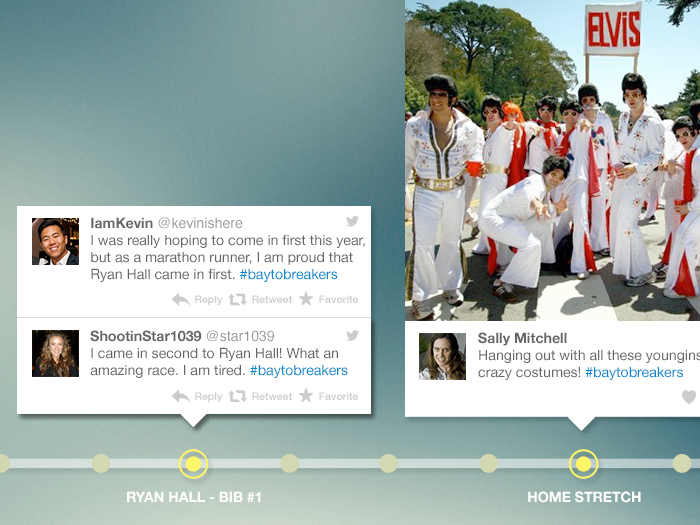 ELVIS
IamKevin @kevinishere
I was really hoping to come in first this year,
but as a marathon runner, I am proud that
Ryan Hall came in first. #baytobreakers
Reply Retweet Favorite
ShootinStar1039 @star1039
I came in second to Ryan Hall! What an
amazing race. I am tired. #baytobreakers
Reply Retweet Favorite
Sally Mitchell
Hanging out with all these youngins
crazy costumes! #baytobreakers
RYAN HALL - BIB #1
HOME STRETCH